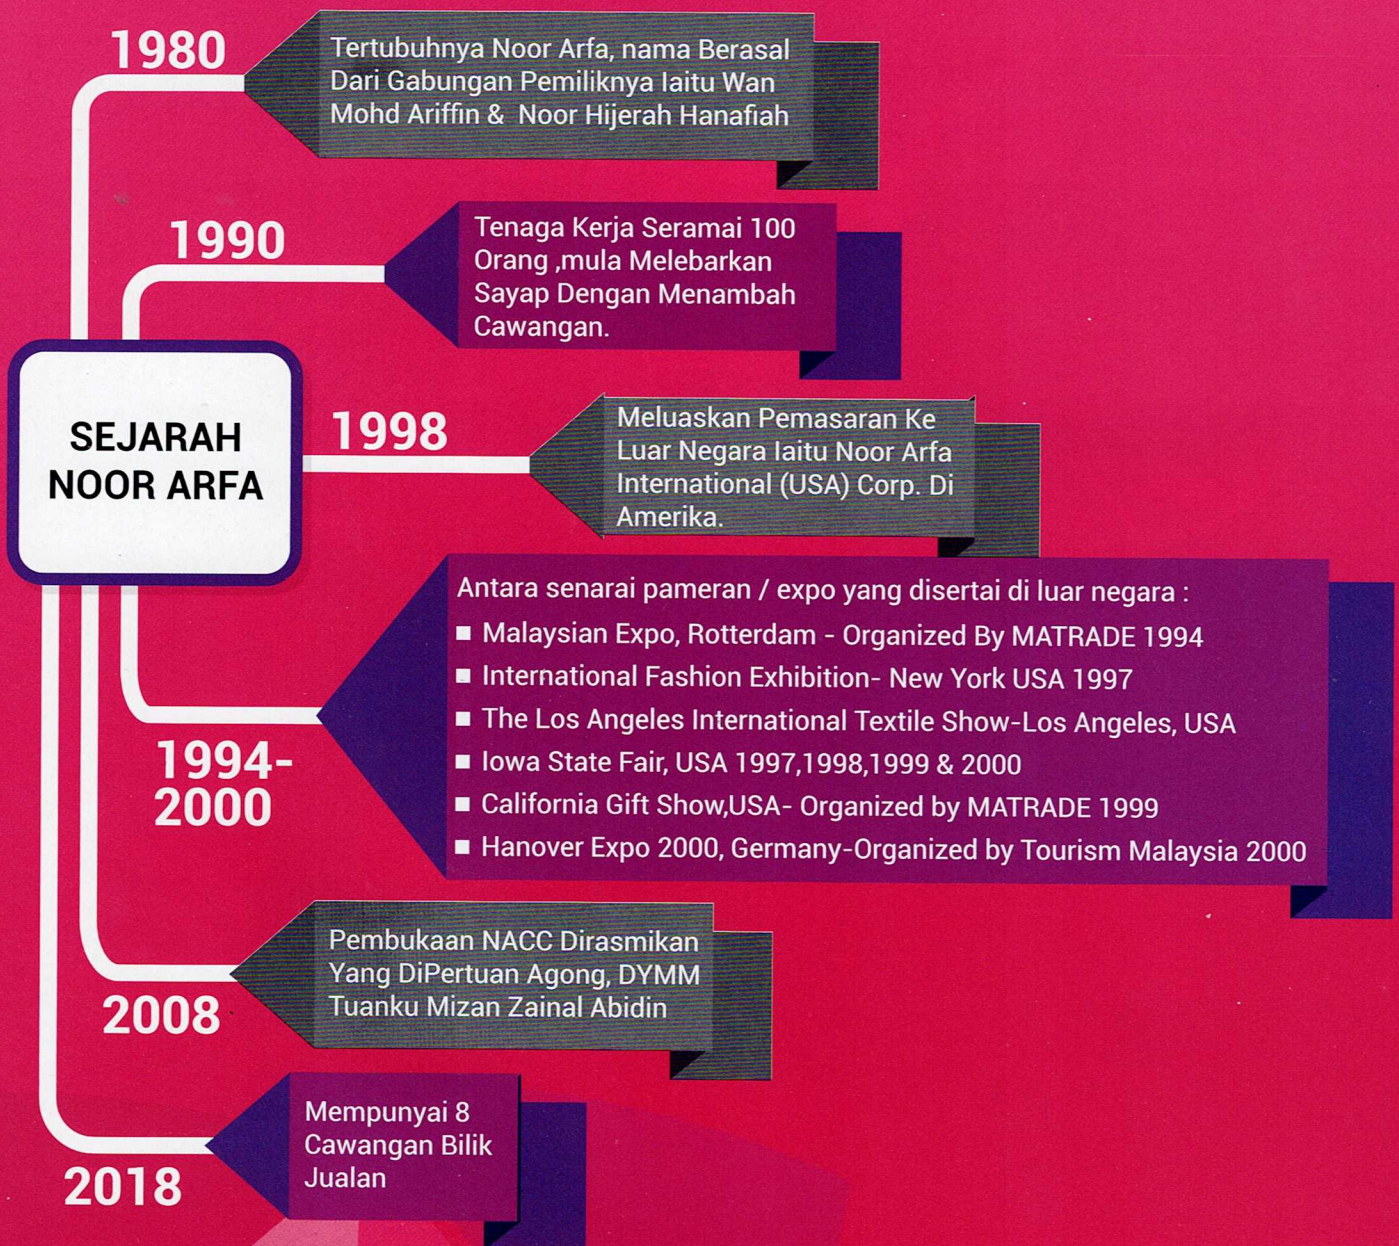 1980
Tertubuhnya Noor Arfa, nama Berasal
Dari Gabungan Pemiliknya Iaitu Wan
Mohd Ariffin & Noor Hijerah Hanafiah
1990
Tenaga Kerja Seramai 100
Orang ,mula Melebarkan
Sayap Dengan Menambah
Cawangan.
SEJARAH
NOOR ARFA
1998
Meluaskan Pemasaran Ke
Luar Negara Iaitu Noor Arfa
International (USA) Corp. Di
Amerika.
1994-
2000
Antara senarai pameran / expo yang disertai di luar negara :
■ Malaysian Expo, Rotterdam - Organized By MATRADE 1994
■ International Fashion Exhibition- New York USA 1997
■ The Los Angeles International Textile Show-Los Angeles, USA
■ Iowa State Fair, USA 1997,1998,1999 & 2000
■ California Gift Show,USA- Organized by MATRADE 1999
■ Hanover Expo 2000, Germany-Organized by Tourism Malaysia 2000
2008
Pembukaan NACC Dirasmikan
Yang DiPertuan Agong, DYMM
Tuanku Mizan Zainal Abidin
2018
Mempunyai 8
Cawangan Bilik
Jualan